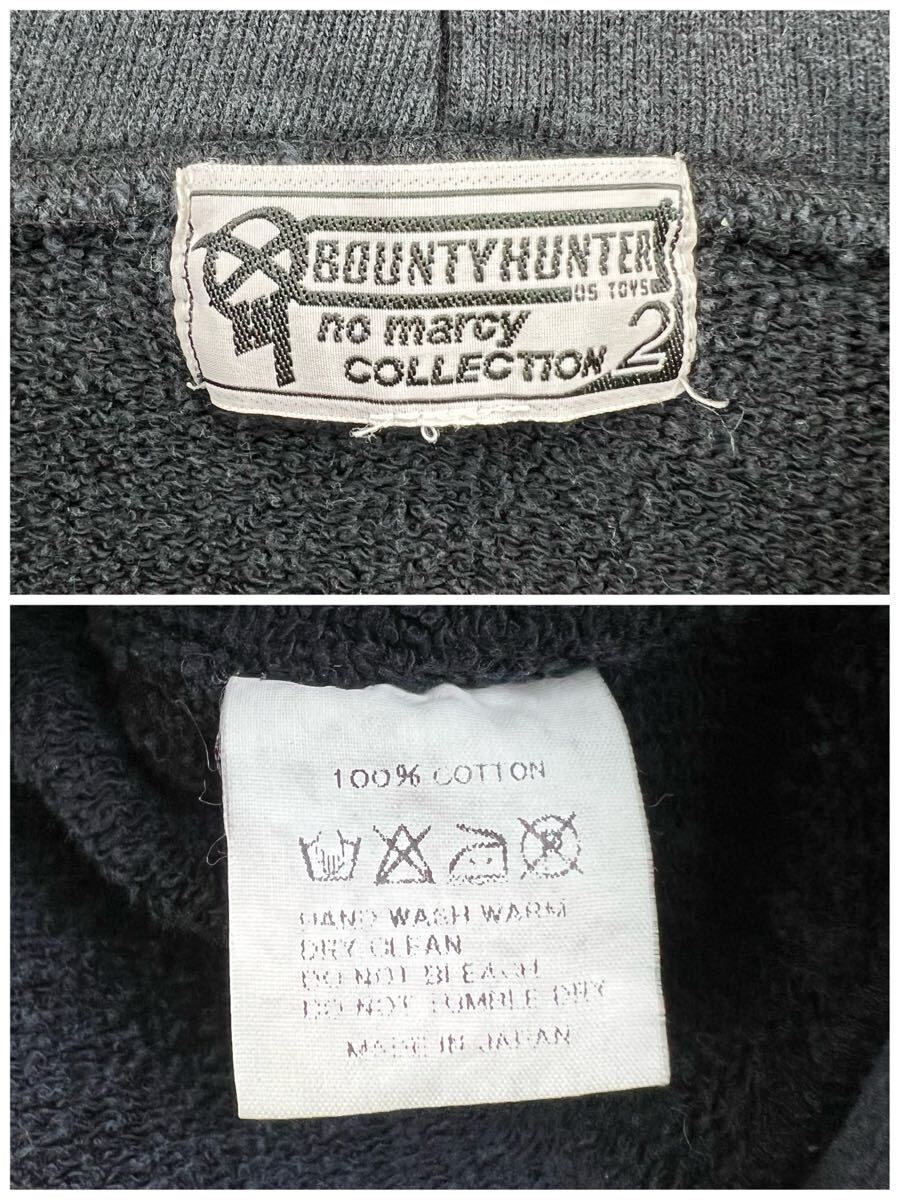 BOUNTYHUNTER
US TOYS
no marcy
COLLECTION 2
100% COTTON
HAND WASH WARM
DRY CLEAN
DO NOT BLEACH
DO NOT TUMBLE DRY
MADE IN JAPAN